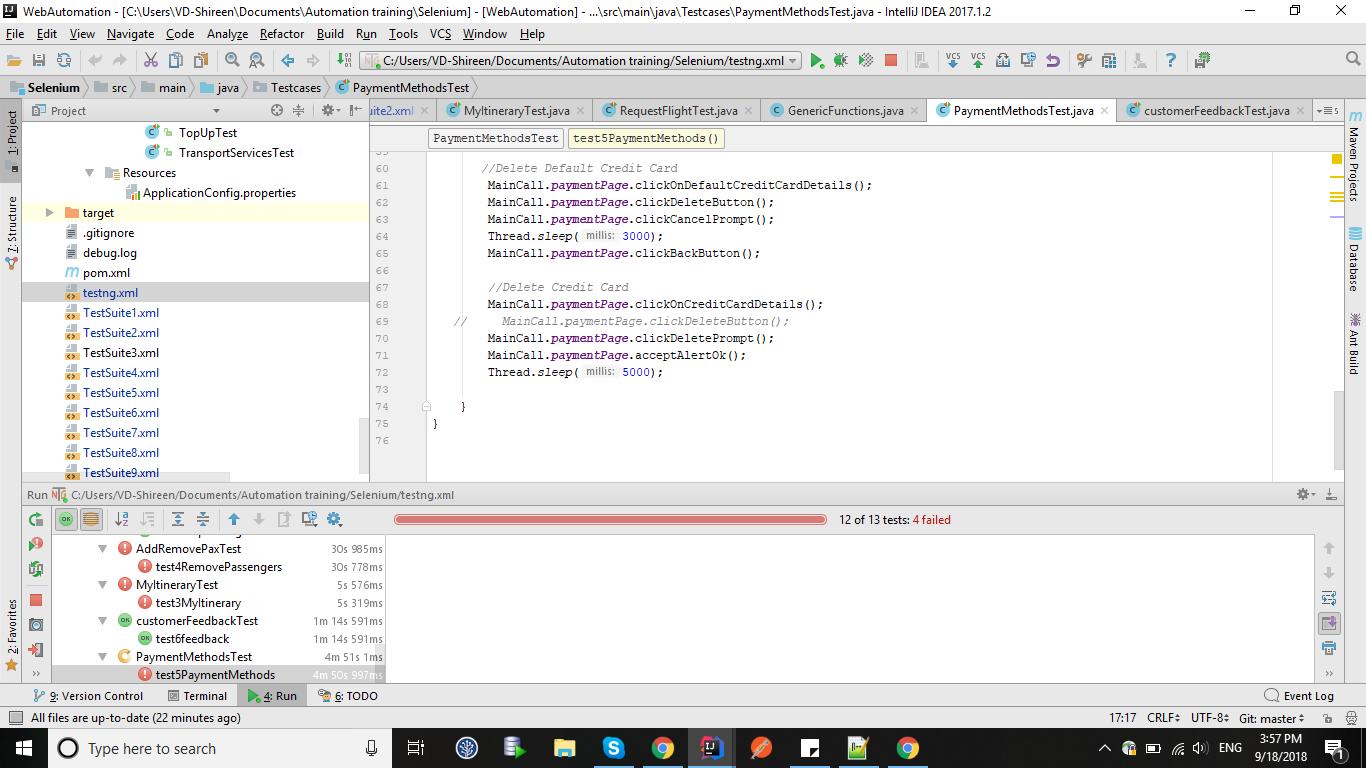 WebAutomation - [C:\Users\VD-Shireen\Documents\Automation training\Selenium] - [WebAutomation] - ...\src\main\java\Testcases\PaymentMethodsTest.java - IntelliJ IDEA 2017.1.2
File Edit View Navigate Code Analyze Refactor Build Run Tools VCS Window Help
C:/Users/VD-Shireen/Documents/Automation training/Selenium/testng.xml VCS VCS
Selenium src main java Testcases PaymentMethodsTest
Project uite2.xml MyItineraryTest.java RequestFlightTest.java GenericFunctions.java PaymentMethodsTest.java customerFeedbackTest.java 5
1: Project
7: Structure
2: Favorites
Maven Projects
Database
Ant Build
TopUpTest
TransportServicesTest
Resources
ApplicationConfig.properties
target
.gitignore
debug.log
pom.xml
testng.xml
TestSuite1.xml
TestSuite2.xml
TestSuite3.xml
TestSuite4.xml
TestSuite5.xml
TestSuite6.xml
TestSuite7.xml
TestSuite8.xml
TestSuite9.xml
PaymentMethodsTest test5PaymentMethods()
59
60 //Delete Default Credit Card
61 MainCall.paymentPage.clickOnDefaultCreditCardDetails();
62 MainCall.paymentPage.clickDeleteButton();
63 MainCall.paymentPage.clickCancelPrompt();
64 Thread.sleep( millis: 3000);
65 MainCall.paymentPage.clickBackButton();
66
67 //Delete Credit Card
68 MainCall.paymentPage.clickOnCreditCardDetails();
69 // MainCall.paymentPage.clickDeleteButton();
70 MainCall.paymentPage.clickDeletePrompt();
71 MainCall.paymentPage.acceptAlertOk();
72 Thread.sleep( millis: 5000);
73
74 }
75 }
76
Run C:/Users/VD-Shireen/Documents/Automation training/Selenium/testng.xml
12 of 13 tests: 4 failed
AddRemovePaxTest 30s 985ms
test4RemovePassengers 30s 778ms
MyItineraryTest 5s 576ms
test3MyItinerary 5s 319ms
customerFeedbackTest 1m 14s 591ms
test6feedback 1m 14s 591ms
PaymentMethodsTest 4m 51s 1ms
test5PaymentMethods 4m 50s 997ms
9: Version Control Terminal 4: Run 6: TODO Event Log
All files are up-to-date (22 minutes ago) 17:17 CRLF UTF-8 Git: master
Type here to search ENG 3:57 PM
9/18/2018 1